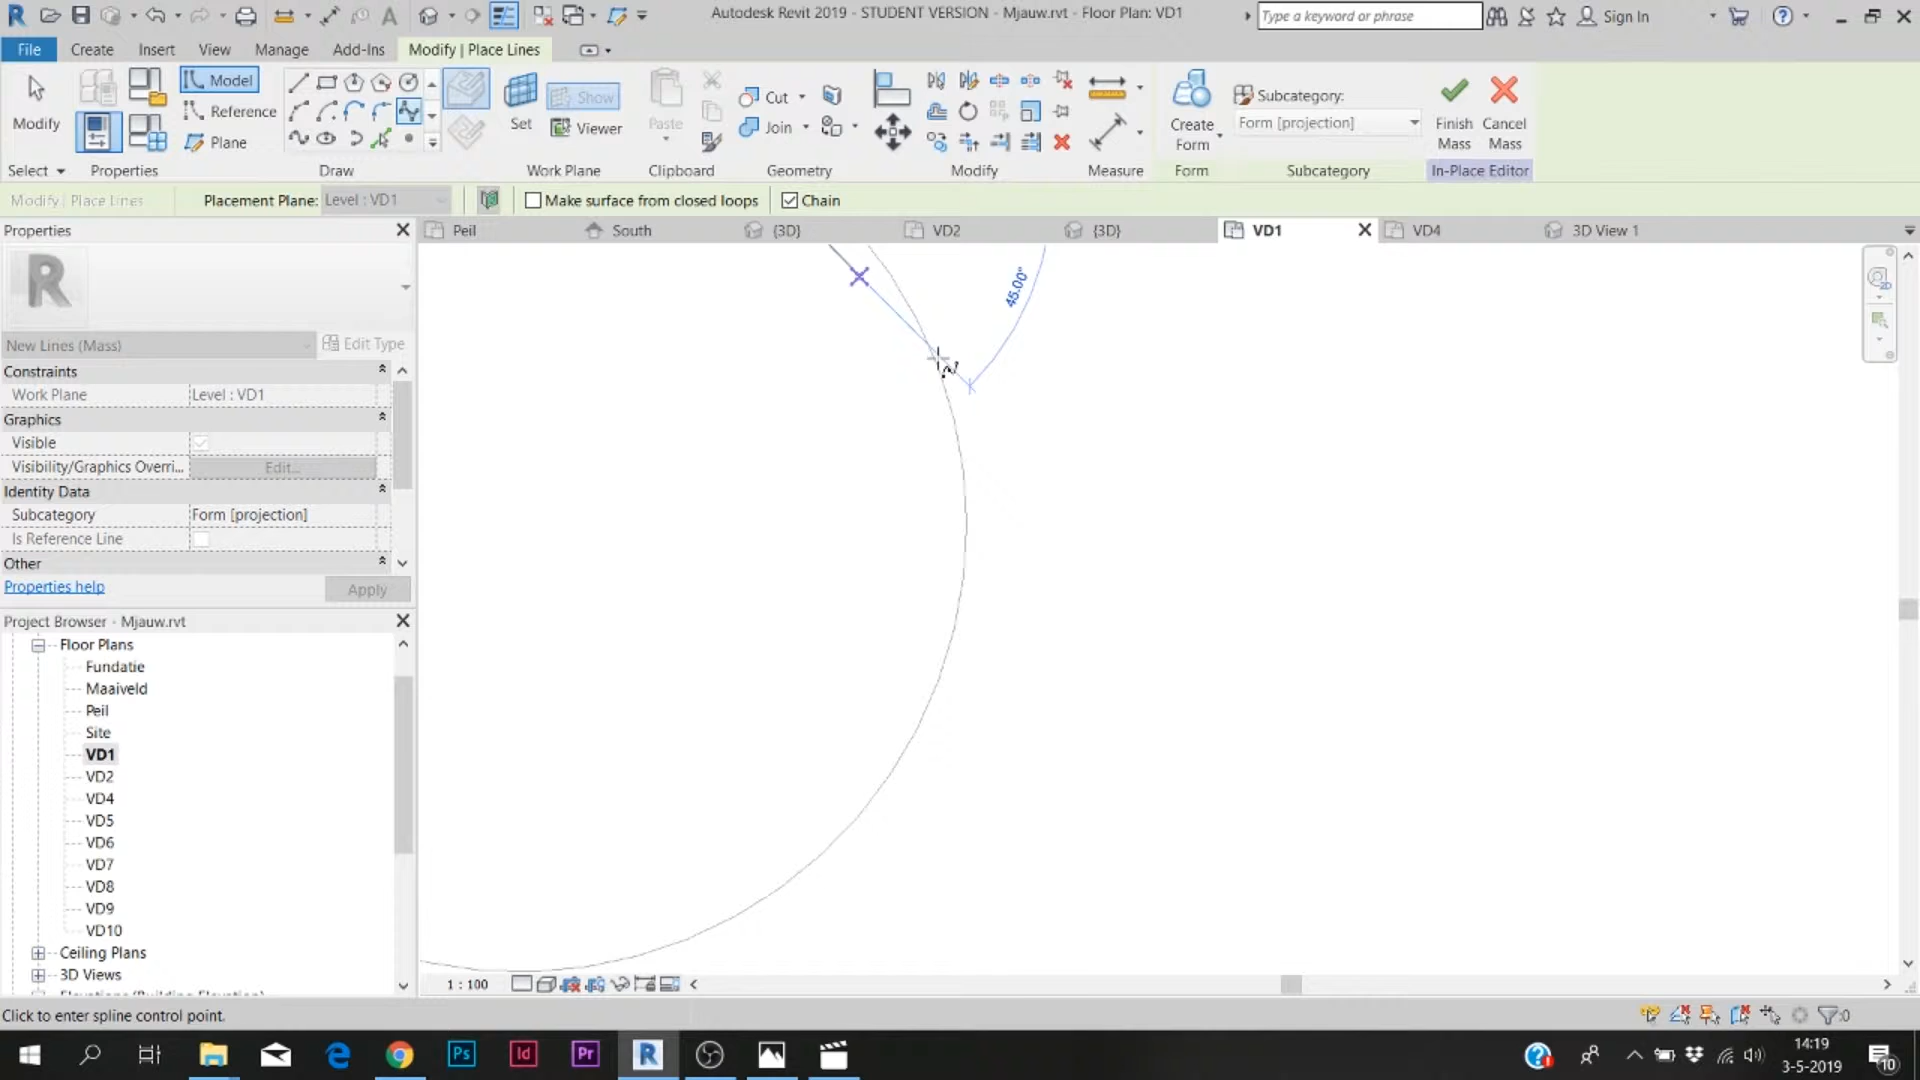 Autodesk Revit 2019 - STUDENT VERSION - Mjauw.rvt - Floor Plan: VD1
Type a keyword or phrase
Sign In
File Create Insert View Manage Add-Ins Modify | Place Lines
Modify
Model
Reference
Plane
Set
Show
Viewer
Paste
Cut
Join
Create Form
Subcategory:
Form [projection]
Finish Mass
Cancel Mass
Select Properties Draw Work Plane Clipboard Geometry Modify Measure Form Subcategory In-Place Editor
Modify | Place Lines
Placement Plane: Level : VD1
Make surface from closed loops
Chain
Properties
Peil South {3D} VD2 {3D} VD1 VD4 3D View 1
R
45.00°
New Lines (Mass)
Edit Type
Constraints
Work Plane Level : VD1
Graphics
Visible
Visibility/Graphics Overri... Edit...
Identity Data
Subcategory Form [projection]
Is Reference Line
Other
Properties help
Apply
Project Browser - Mjauw.rvt
Floor Plans
Fundatie
Maaiveld
Peil
Site
VD1
VD2
VD4
VD5
VD6
VD7
VD8
VD9
VD10
Ceiling Plans
3D Views
Elevations (Building Elevation)
1 : 100
Click to enter spline control point.
:0
Ps
Id
Pr
R
14:19
3-5-2019
10